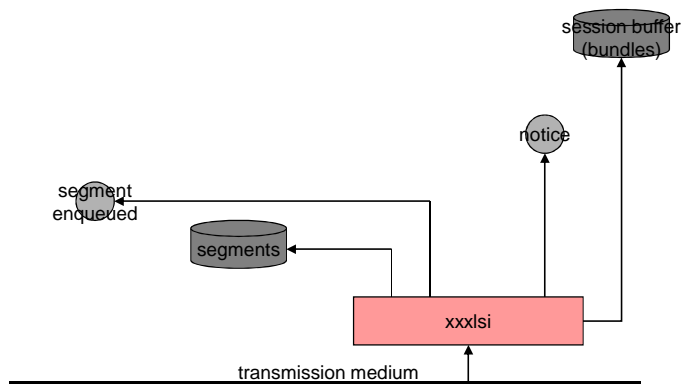 session buffer
(bundles)
notice
segment
enqueued
segments
xxxlsi
transmission medium